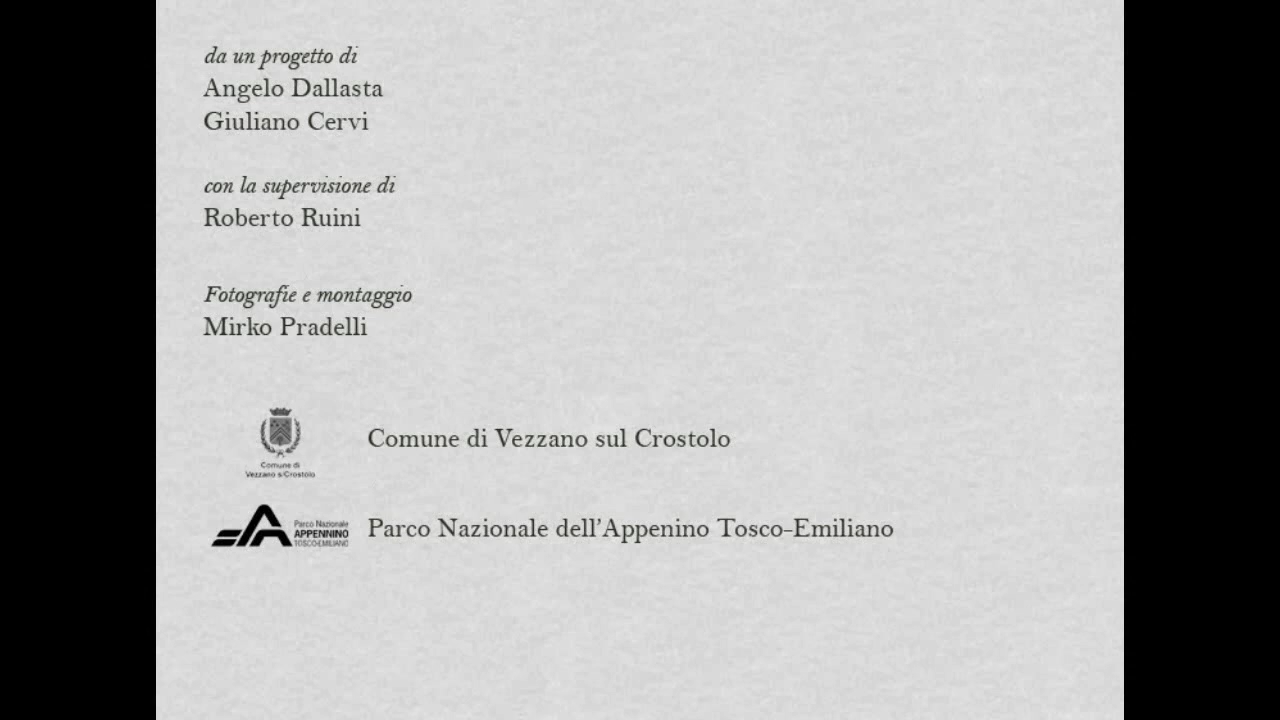 da un progetto di
Angelo Dallasta
Giuliano Cervi
con la supervisione di
Roberto Ruini
Fotografie e montaggio
Mirko Pradelli
Comune di
Vezzano s/Crostolo
Comune di Vezzano sul Crostolo
Parco Nazionale
APPENNINO
TOSCO-EMILIANO
Parco Nazionale dell’Appenino Tosco-Emiliano